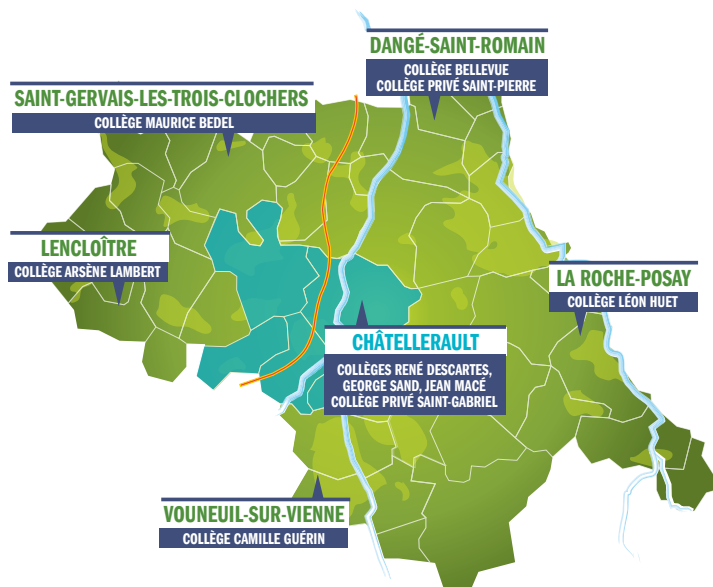 DANGÉ-SAINT-ROMAIN
COLLÈGE BELLEVUE
COLLÈGE PRIVÉ SAINT-PIERRE
SAINT-GERVAIS-LES-TROIS-CLOCHERS
COLLÈGE MAURICE BEDEL
LENCLOÎTRE
COLLÈGE ARSÈNE LAMBERT
LA ROCHE-POSAY
COLLÈGE LÉON HUET
CHÂTELLERAULT
COLLÈGES RENÉ DESCARTES,
GEORGE SAND, JEAN MACÉ
COLLÈGE PRIVÉ SAINT-GABRIEL
VOUNEUIL-SUR-VIENNE
COLLÈGE CAMILLE GUÉRIN